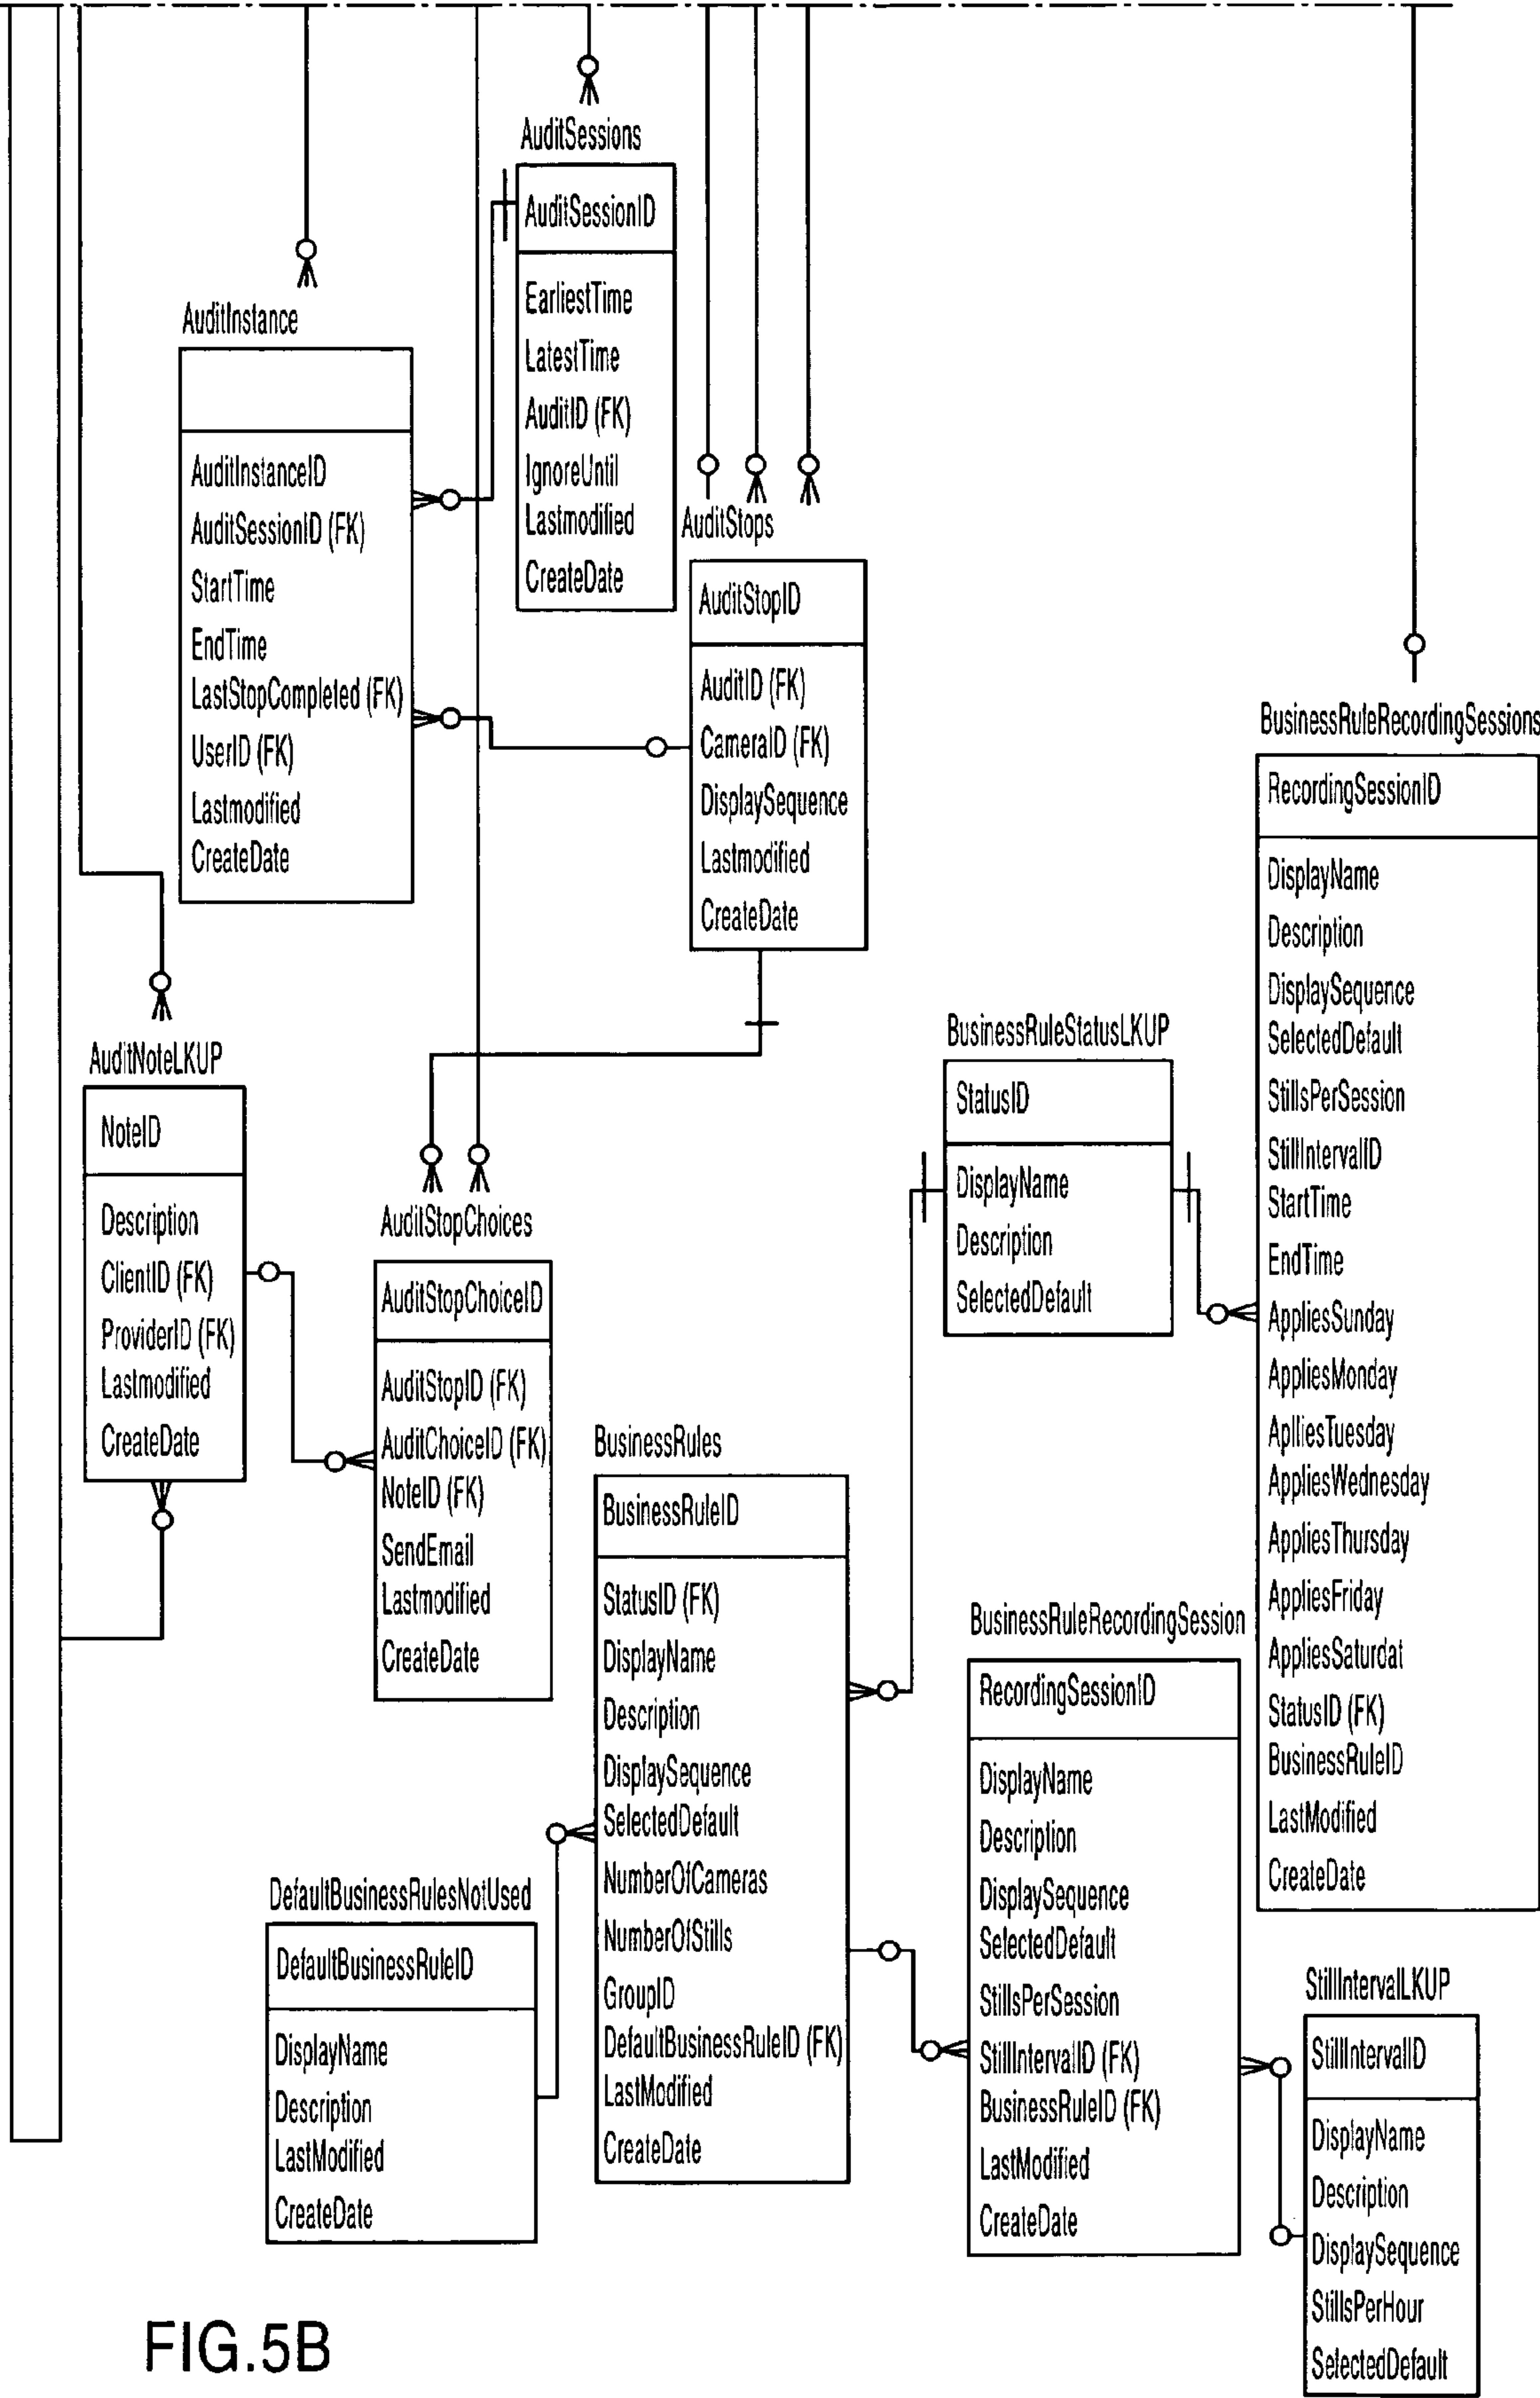 AuditSessions
AuditSessionID
EarliestTime
LatestTime
AuditID (FK)
IgnoreUntil
Lastmodified
CreateDate
AuditInstance
AuditInstanceID
AuditSessionID (FK)
StartTime
EndTime
LastStopCompleted (FK)
UserID (FK)
Lastmodified
CreateDate
AuditStops
AuditStopID
AuditID (FK)
CameraID (FK)
DisplaySequence
Lastmodified
CreateDate
BusinessRuleRecordingSessions
RecordingSessionID
DisplayName
Description
DisplaySequence
SelectedDefault
StillsPerSession
StillIntervalID
StartTime
EndTime
AppliesSunday
AppliesMonday
AplliesTuesday
AppliesWednesday
AppliesThursday
AppliesFriday
AppliesSaturdat
StatusID (FK)
BusinessRuleID
LastModified
CreateDate
AuditNoteLKUP
NoteID
Description
ClientID (FK)
ProviderID (FK)
Lastmodified
CreateDate
AuditStopChoices
AuditStopChoiceID
AuditStopID (FK)
AuditChoiceID (FK)
NoteID (FK)
SendEmail
Lastmodified
CreateDate
BusinessRuleStatusLKUP
StatusID
DisplayName
Description
SelectedDefault
BusinessRules
BusinessRuleID
StatusID (FK)
DisplayName
Description
DisplaySequence
SelectedDefault
NumberOfCameras
NumberOfStills
GroupID
DefaultBusinessRuleID (FK)
LastModified
CreateDate
BusinessRuleRecordingSession
RecordingSessionID
DisplayName
Description
DisplaySequence
SelectedDefault
StillsPerSession
StillIntervalID (FK)
BusinessRuleID (FK)
LastModified
CreateDate
DefaultBusinessRulesNotUsed
DefaultBusinessRuleID
DisplayName
Description
LastModified
CreateDate
StillIntervalLKUP
StillIntervalID
DisplayName
Description
DisplaySequence
StillsPerHour
SelectedDefault
FIG.5B